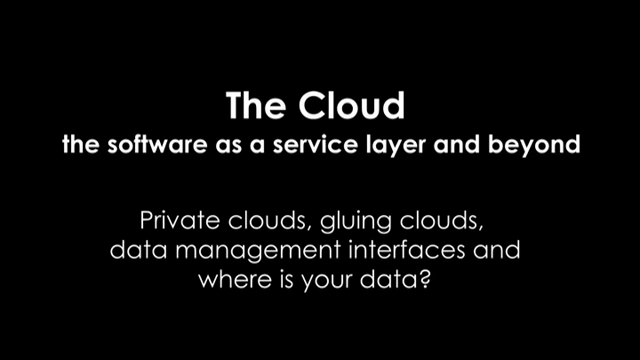 The Cloud
the software as a service layer and beyond
Private clouds, gluing clouds,
data management interfaces and
where is your data?